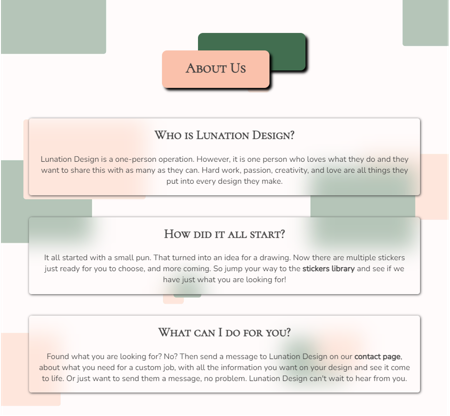 About Us
Who is Lunation Design?
Lunation Design is a one-person operation. However, it is one person who loves what they do and they
want to share this with as many as they can. Hard work, passion, creativity, and love are all things they
put into every design they make.
How did it all start?
It all started with a small pun. That turned into an idea for a drawing. Now there are multiple stickers
just ready for you to choose, and more coming. So jump your way to the stickers library and see if we
have just what you are looking for!
What can I do for you?
Found what you are looking for? No? Then send a message to Lunation Design on our contact page,
about what you need for a custom job, with all the information you want on your design and see it come
to life. Or just want to send them a message, no problem. Lunation Design can't wait to hear from you.